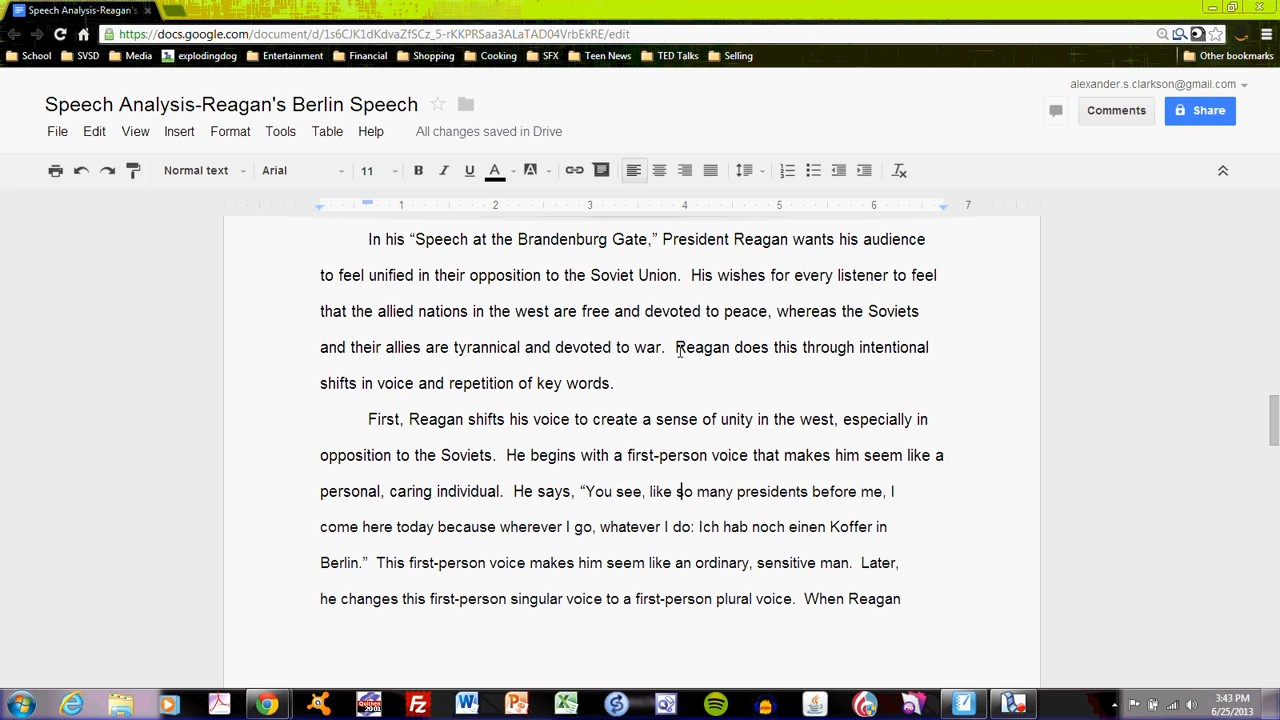 Speech Analysis-Reagan's
https://docs.google.com/document/d/1s6CJK1dKdvaZfSCz_5-rKKPRSaa3ALaTAD04VrbEkRE/edit
School SVSD Media explodingdog Entertainment Financial Shopping Cooking SFX Teen News TED Talks Selling Other bookmarks
alexander.s.clarkson@gmail.com
Speech Analysis-Reagan's Berlin Speech
Comments Share
File Edit View Insert Format Tools Table Help All changes saved in Drive
Normal text Arial 11 B I U A A
1 2 3 4 5 6 7
In his “Speech at the Brandenburg Gate,” President Reagan wants his audience
to feel unified in their opposition to the Soviet Union.  His wishes for every listener to feel
that the allied nations in the west are free and devoted to peace, whereas the Soviets
and their allies are tyrannical and devoted to war.  Reagan does this through intentional
shifts in voice and repetition of key words.
First, Reagan shifts his voice to create a sense of unity in the west, especially in
opposition to the Soviets.  He begins with a first-person voice that makes him seem like a
personal, caring individual.  He says, “You see, like so many presidents before me, I
come here today because wherever I go, whatever I do: Ich hab noch einen Koffer in
Berlin.”  This first-person voice makes him seem like an ordinary, sensitive man.  Later,
he changes this first-person singular voice to a first-person plural voice.  When Reagan
3:43 PM
6/25/2013